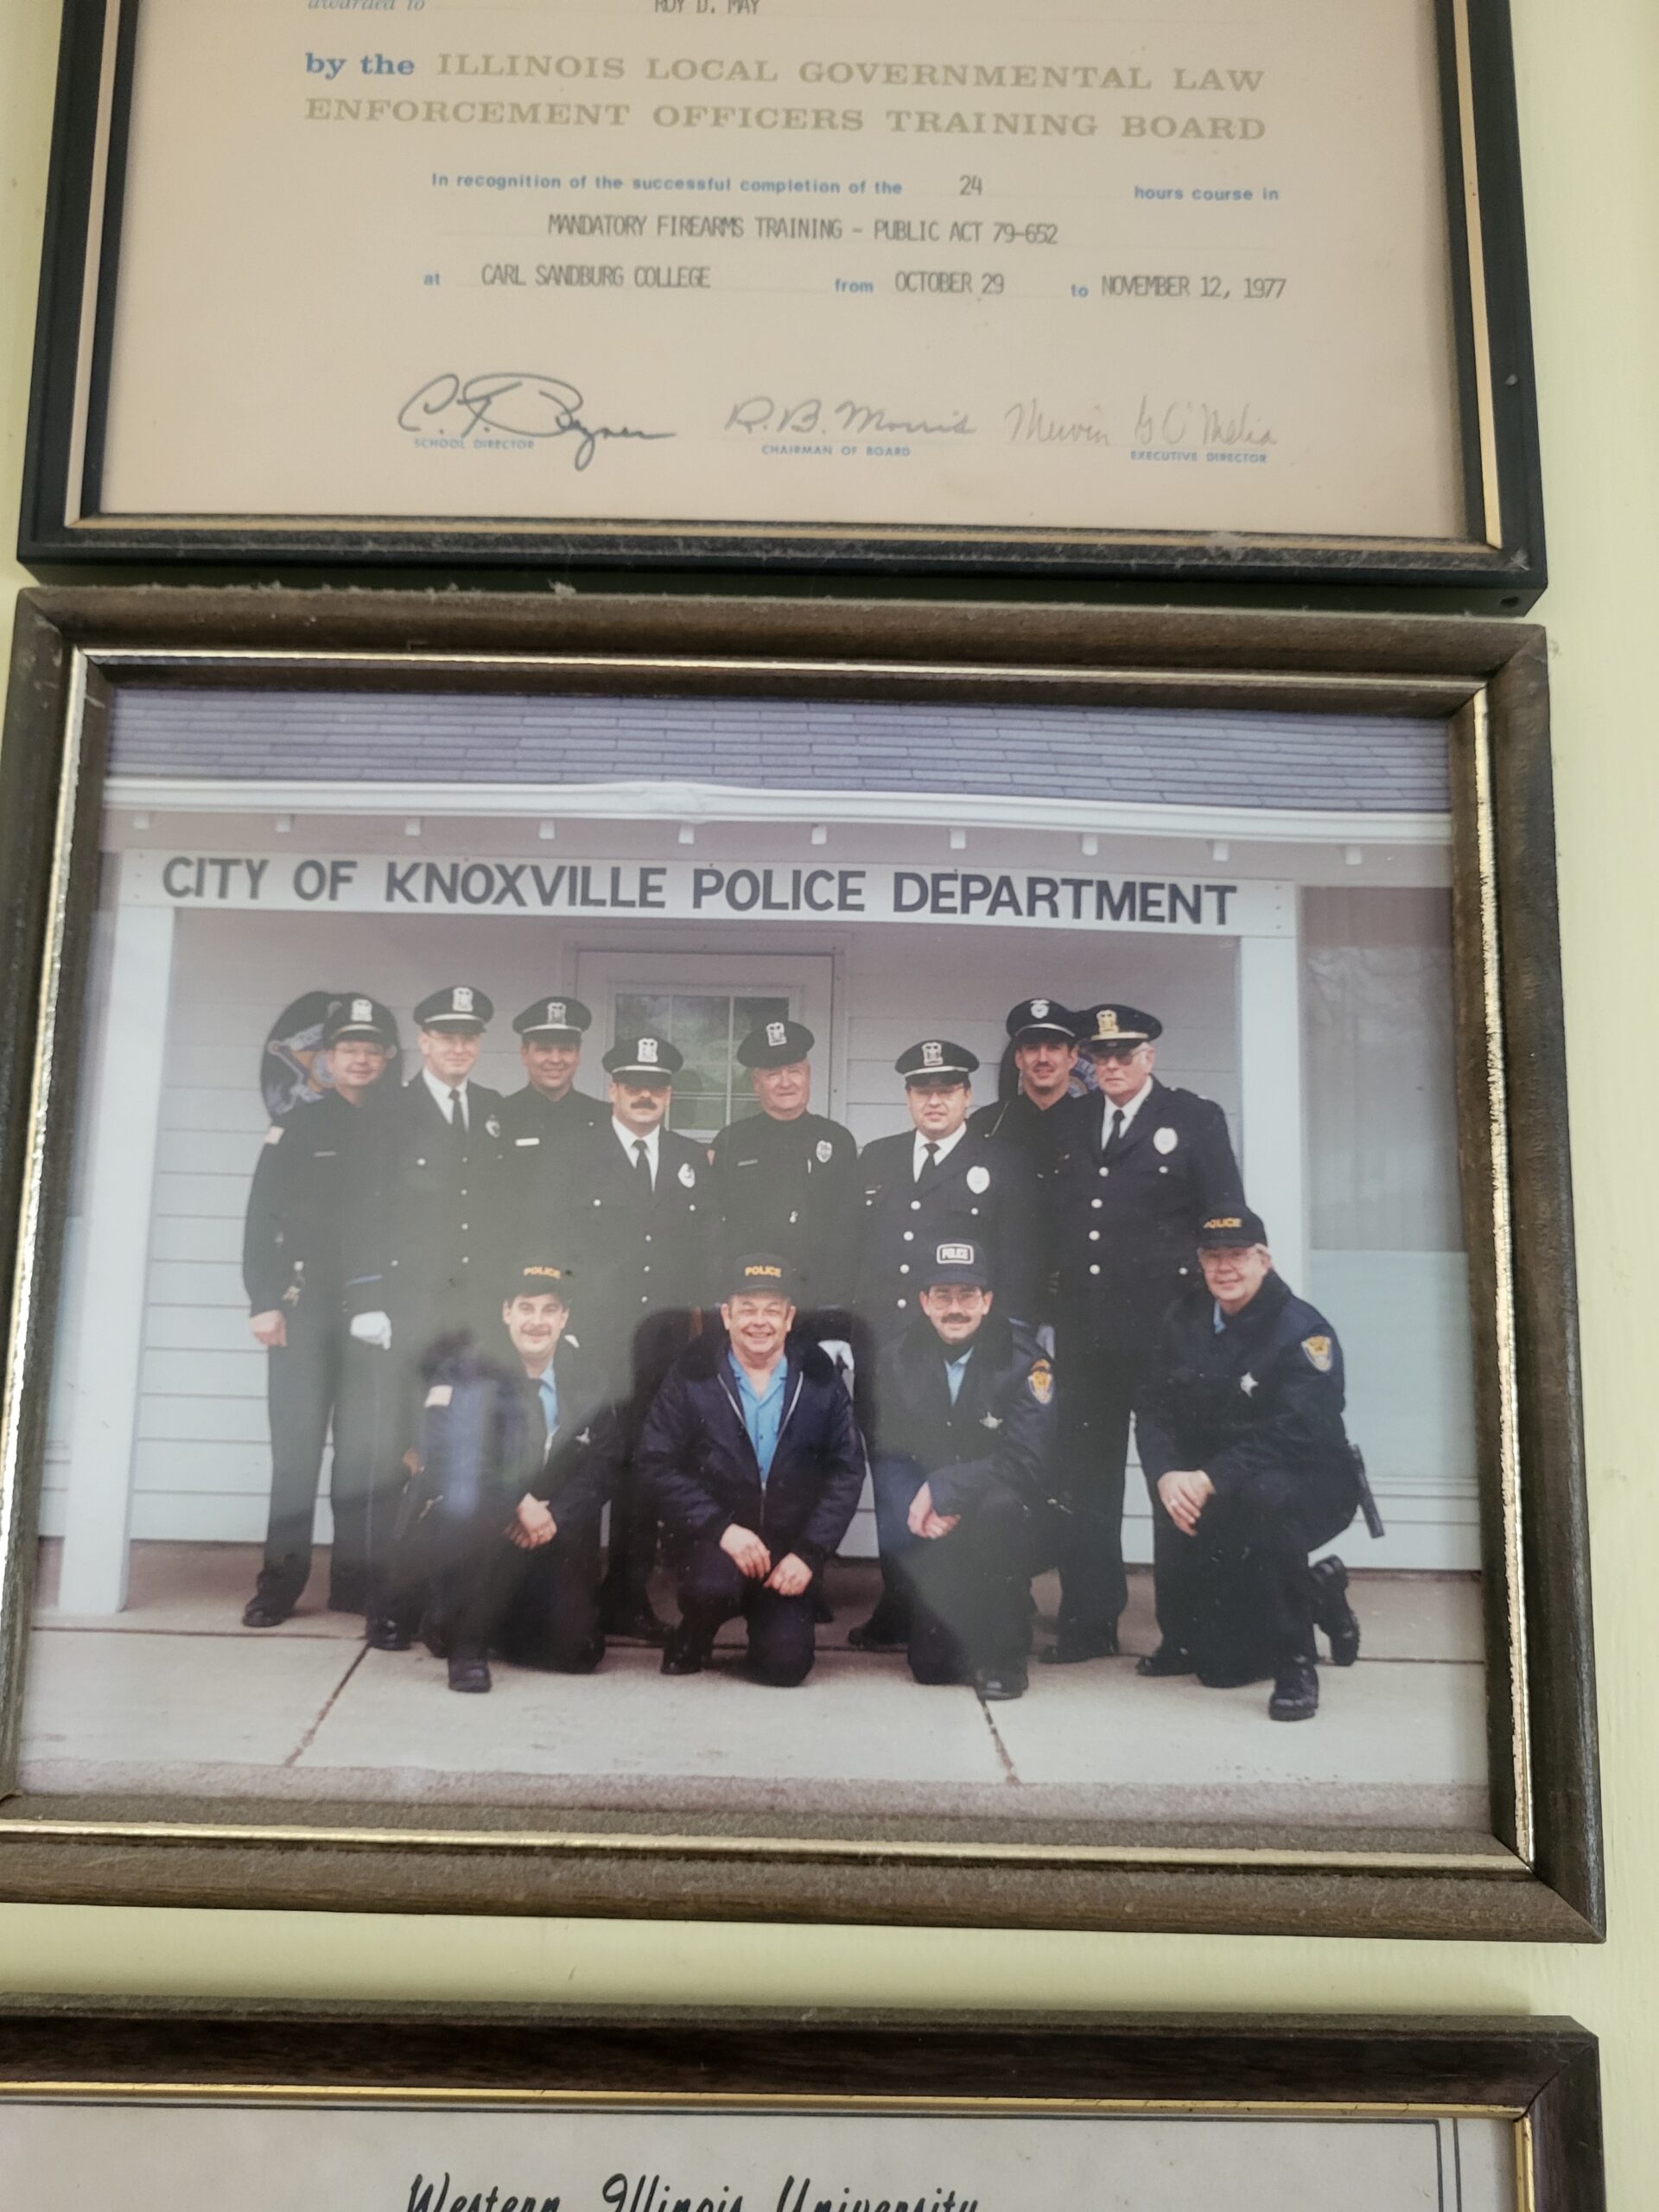 awarded to ROY D. MAY
by the ILLINOIS LOCAL GOVERNMENTAL LAW
ENFORCEMENT OFFICERS TRAINING BOARD
In recognition of the successful completion of the 24 hours course in
MANDATORY FIREARMS TRAINING - PUBLIC ACT 79-652
at CARL SANDBURG COLLEGE from OCTOBER 29 to NOVEMBER 12, 1977
R.B. Morris
SCHOOL DIRECTOR CHAIRMAN OF BOARD EXECUTIVE DIRECTOR
CITY OF KNOXVILLE POLICE DEPARTMENT
POLICE
POLICE POLICE POLICE
Western Illinois University